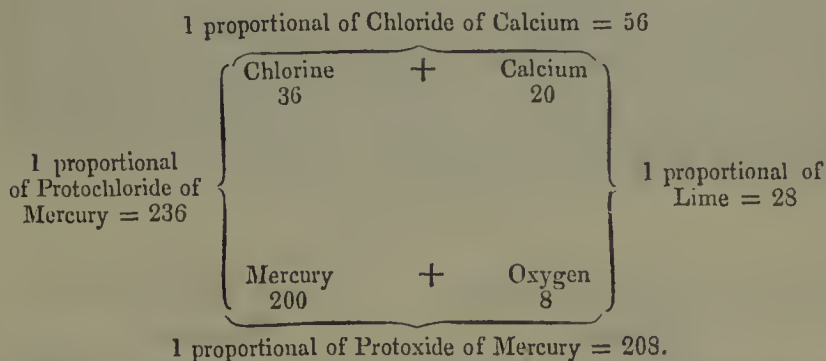 1 proportional of Chloride of Calcium = 56
Chlorine + Calcium
36 20
1 proportional
of Protochloride of
Mercury = 236
1 proportional of
Lime = 28
Mercury + Oxygen
200 8
1 proportional of Protoxide of Mercury = 208.